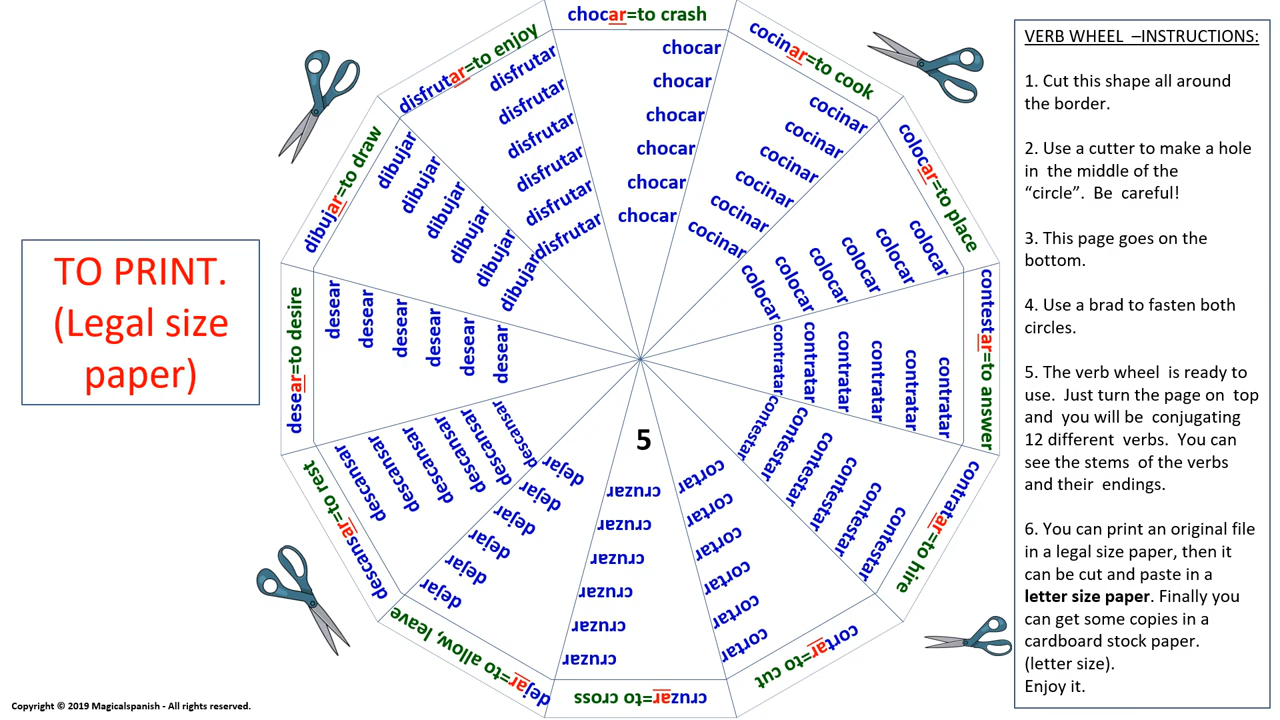 TO PRINT.
(Legal size
paper)
chocar=to crash
chocar
chocar
chocar
chocar
chocar
chocar
cocinar=to cook
cocinar
cocinar
cocinar
cocinar
cocinar
cocinar
colocar=to place
colocar
colocar
colocar
colocar
colocar
colocar
contestar=to answer
contratar
contratar
contratar
contratar
contratar
contratar
contratar=to hire
contestar
contestar
contestar
contestar
contestar
contestar
cortar=to cut
cortar
cortar
cortar
cortar
cortar
cortar
cruzar=to cross
cruzar
cruzar
cruzar
cruzar
cruzar
cruzar
dejar=to allow, leave
dejar
dejar
dejar
dejar
dejar
dejar
descansar=to rest
descansar
descansar
descansar
descansar
descansar
descansar
desear=to desire
desear
desear
desear
desear
desear
desear
dibujar=to draw
dibujar
dibujar
dibujar
dibujar
dibujar
dibujar
disfrutar=to enjoy
disfrutar
disfrutar
disfrutar
disfrutar
disfrutar
disfrutar
5
VERB WHEEL –INSTRUCTIONS:
1. Cut this shape all around
the border.
2. Use a cutter to make a hole
in the middle of the
“circle”. Be careful!
3. This page goes on the
bottom.
4. Use a brad to fasten both
circles.
5. The verb wheel is ready to
use. Just turn the page on top
and you will be conjugating
12 different verbs. You can
see the stems of the verbs
and their endings.
6. You can print an original file
in a legal size paper, then it
can be cut and paste in a
letter size paper. Finally you
can get some copies in a
cardboard stock paper.
(letter size).
Enjoy it.
Copyright © 2019 Magicalspanish - All rights reserved.